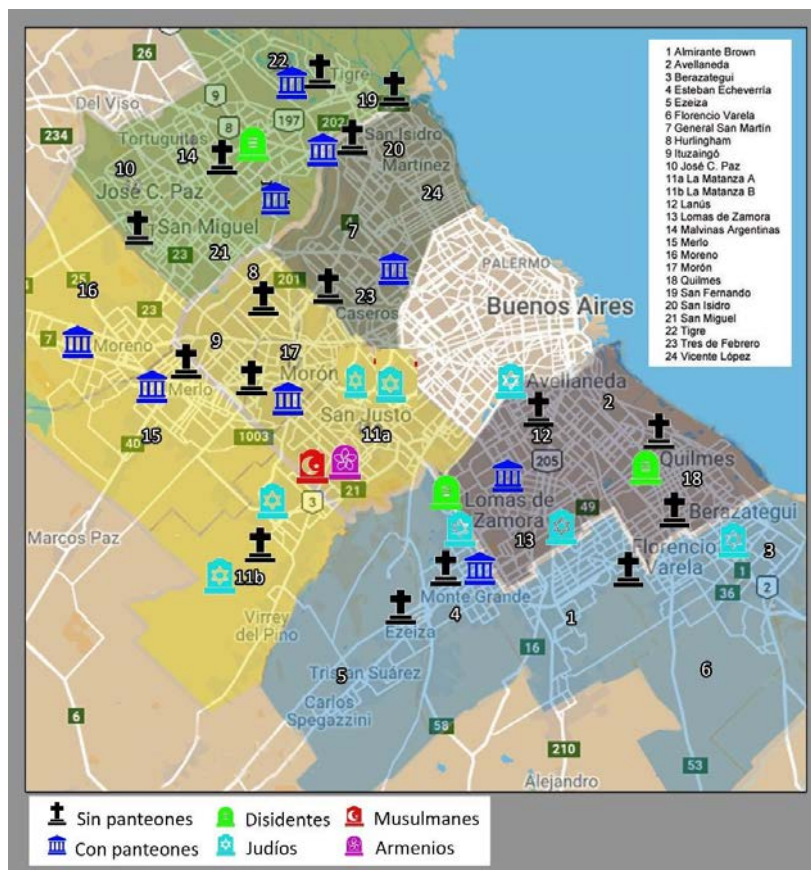 26
22
Tigre
Del Viso
9
19
8
197
202
234
San Isidro
Tortuguitas
14
20
10
Martínez
José C. Paz
24
4
San Miguel
7
23
21
8
PALERMO
25
16
201
23
Caseros
Buenos Aires
7
23
9
Moreno
17
Morón
Avellaneda
2
Merlo
San Justo
12
11a
15
1003
40
205
Quilmes
21
18
3
Lomas de
Zamora
49
Berazategui
Marcos Paz
13
Florencio
Varela
3
11b
1
Monte Grande
36
2
Virrey
del Pino
4
1
Ezeiza
16
6
5
Tristán Suárez
Carlos
Spegazzini
6
58
210
53
Alejandro
1 Almirante Brown
2 Avellaneda
3 Berazategui
4 Esteban Echeverría
5 Ezeiza
6 Florencio Varela
7 General San Martín
8 Hurlingham
9 Ituzaingó
10 José C. Paz
11a La Matanza A
11b La Matanza B
12 Lanús
13 Lomas de Zamora
14 Malvinas Argentinas
15 Merlo
16 Moreno
17 Morón
18 Quilmes
19 San Fernando
20 San Isidro
21 San Miguel
22 Tigre
23 Tres de Febrero
24 Vicente López
Sin panteones
Disidentes
Musulmanes
Con panteones
Judíos
Armenios